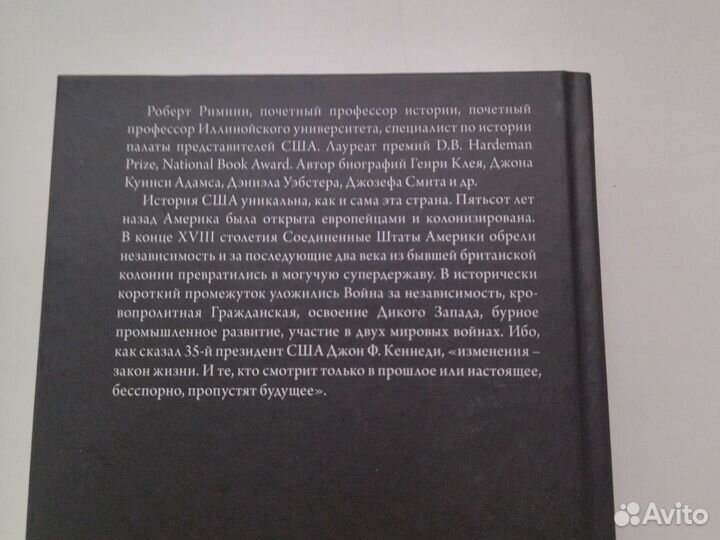 Роберт Римини, почетный профессор истории, почетный
профессор Иллинойского университета, специалист по истории
палаты представителей США. Лауреат премий D.B. Hardeman
Prize, National Book Award. Автор биографий Генри Клея, Джона
Куинси Адамса, Дэниэла Уэбстера, Джозефа Смита и др.
История США уникальна, как и сама эта страна. Пятьсот лет
назад Америка была открыта европейцами и колонизирована.
В конце XVIII столетия Соединенные Штаты Америки обрели
независимость и за последующие два века из бывшей британской
колонии превратились в могучую супердержаву. В исторически
короткий промежуток уложились Война за независимость, кро-
вопролитная Гражданская, освоение Дикого Запада, бурное
промышленное развитие, участие в двух мировых войнах. Ибо,
как сказал 35-й президент США Джон Ф. Кеннеди, «изменения –
закон жизни. И те, кто смотрит только в прошлое или настоящее,
бесспорно, пропустят будущее».
Avito